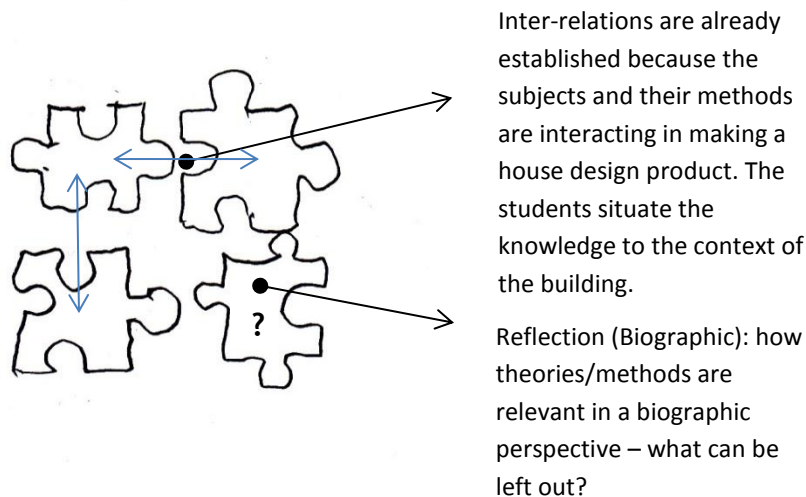 Inter-relations are already
established because the
subjects and their methods
are interacting in making a
house design product. The
students situate the
knowledge to the context of
the building.
Reflection (Biographic): how
theories/methods are
relevant in a biographic
perspective – what can be
left out?
?